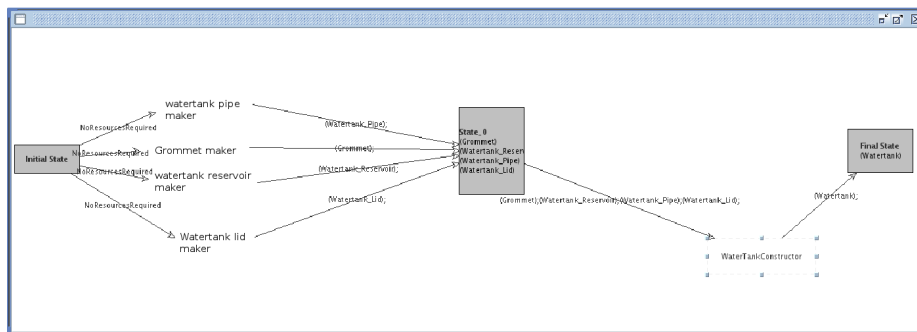 watertank pipe
maker
NoResourcesRequired
(Watertank_Pipe);
State_0
(Grommet)
(Watertank_Reser
(Watertank_Pipe)
(Watertank_Lid)
Final State
(Watertank)
Initial State
NoResourcesRequired
Grommet maker
(Grommet);
NoResourcesRequired
watertank reservoir
maker
(Watertank_Reservoir);
NoResourcesRequired
(Watertank_Lid);
(Grommet);(Watertank_Reservoir);(Watertank_Pipe);(Watertank_Lid);
(Watertank);
Watertank lid
maker
WaterTankConstructor